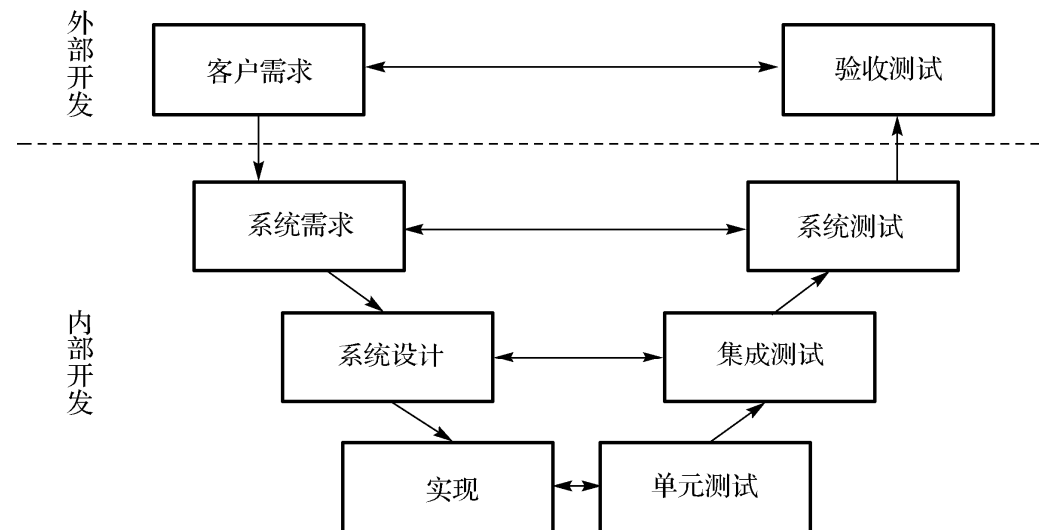 外部开发
客户需求
验收测试
系统需求
系统测试
内部开发
系统设计
集成测试
实现
单元测试